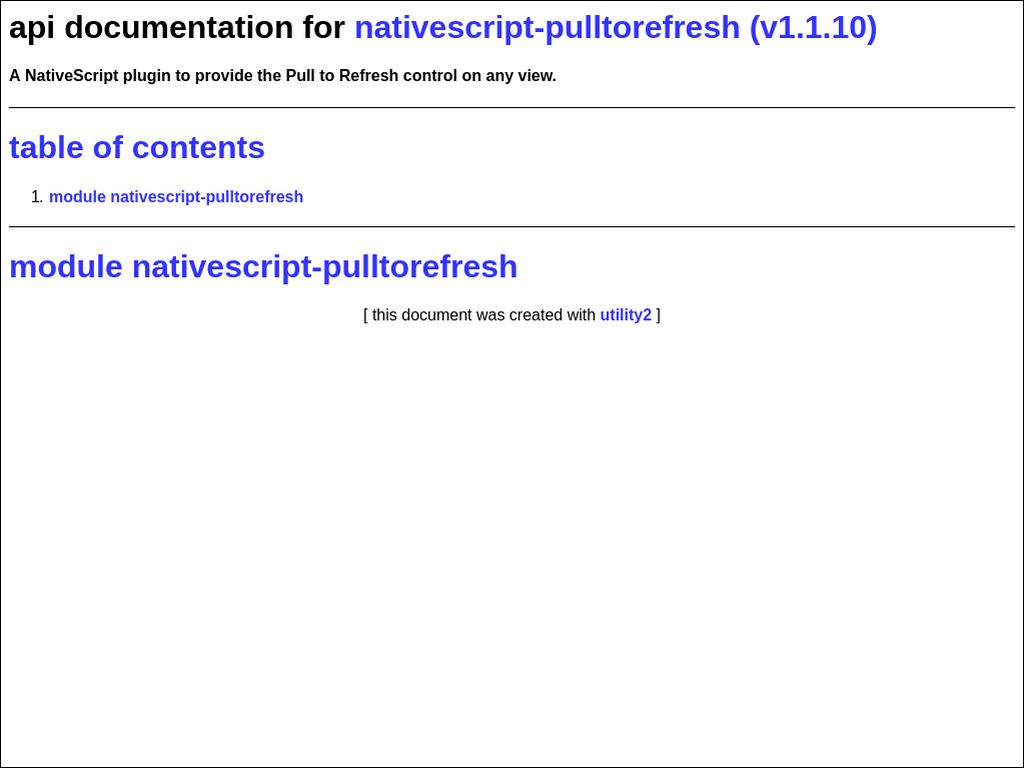 api documentation for nativescript-pulltorefresh (v1.1.10)
A NativeScript plugin to provide the Pull to Refresh control on any view.
table of contents
1. module nativescript-pulltorefresh
module nativescript-pulltorefresh
[ this document was created with utility2 ]